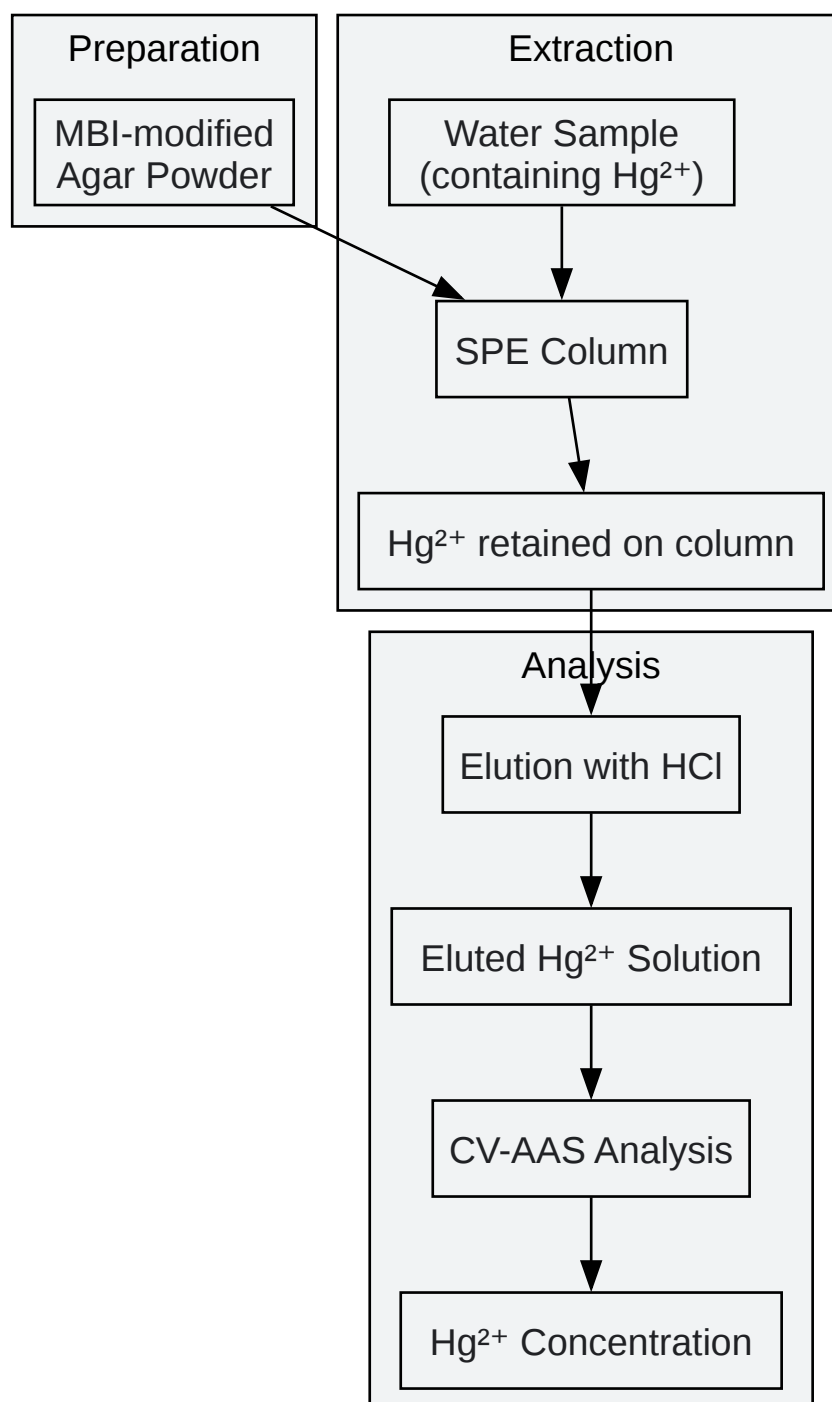 Preparation
MBI-modified
Agar Powder
Extraction
Water Sample
(containing Hg²⁺)
SPE Column
Hg²⁺ retained on column
Analysis
Elution with HCl
Eluted Hg²⁺ Solution
CV-AAS Analysis
Hg²⁺ Concentration